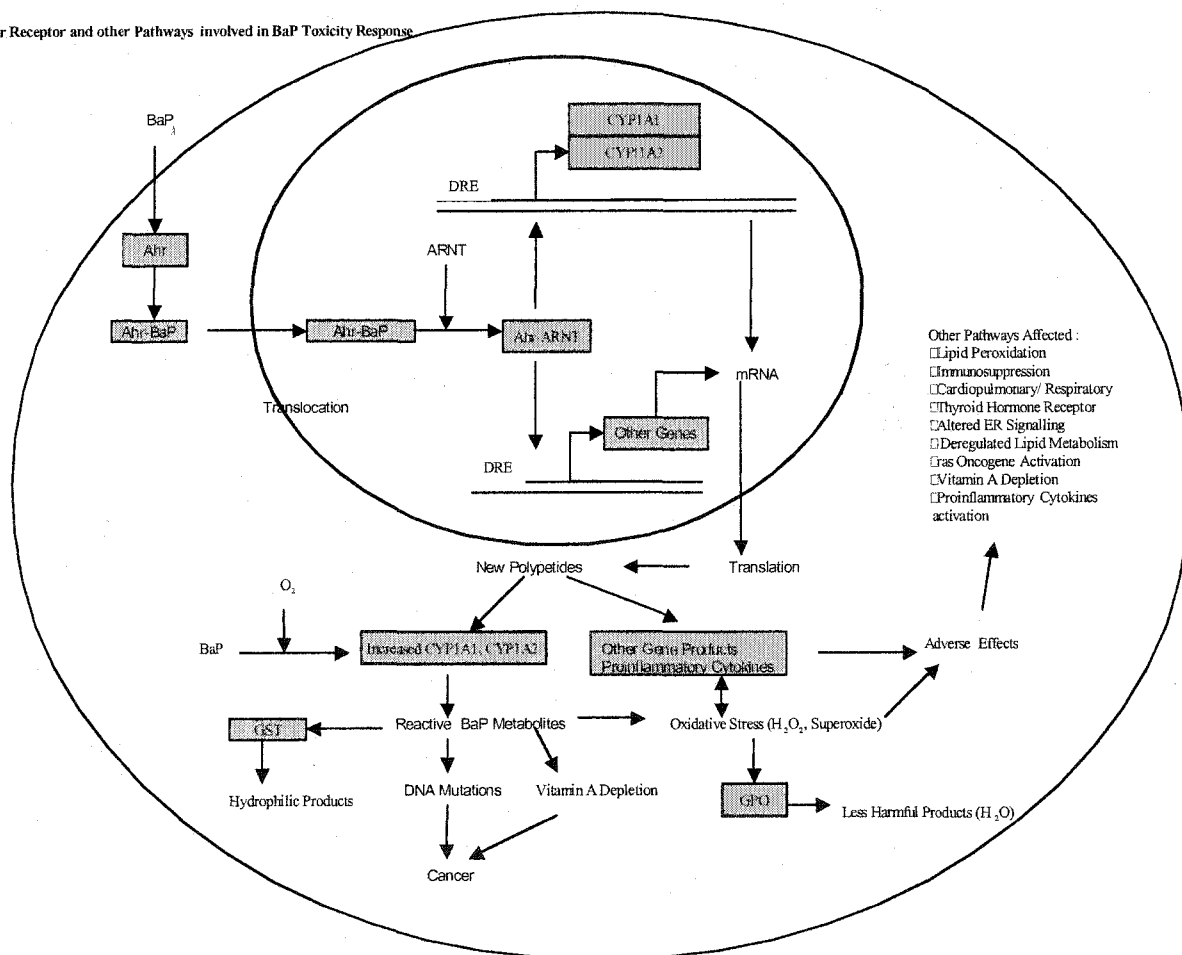 r Receptor and other Pathways involved in BaP Toxicity Response
BaP
CYP1A1
CYP11A2
DRE
Ahr
ARNT
Ahr-BaP
Ahr-BaP
Ahr ARNT
Translocation
mRNA
Other Genes
DRE
Other Pathways Affected :
Lipid Peroxidation
Immunosuppression
Cardiopulmonary/ Respiratory
Thyroid Hormone Receptor
Altered ER Signalling
Deregulated Lipid Metabolism
ras Oncogene Activation
Vitamin A Depletion
Proinflammatory Cytokines
activation
New Polypetides
Translation
O2
BaP
Increased CYP1A1, CYP1A2
Other Gene Products
Proinflammatory Cytokines
Adverse Effects
GST
Reactive BaP Metabolites
Oxidative Stress (H2O2, Superoxide)
Hydrophilic Products
DNA Mutations
Vitamin A Depletion
GPO
Less Harmful Products (H2O)
Cancer